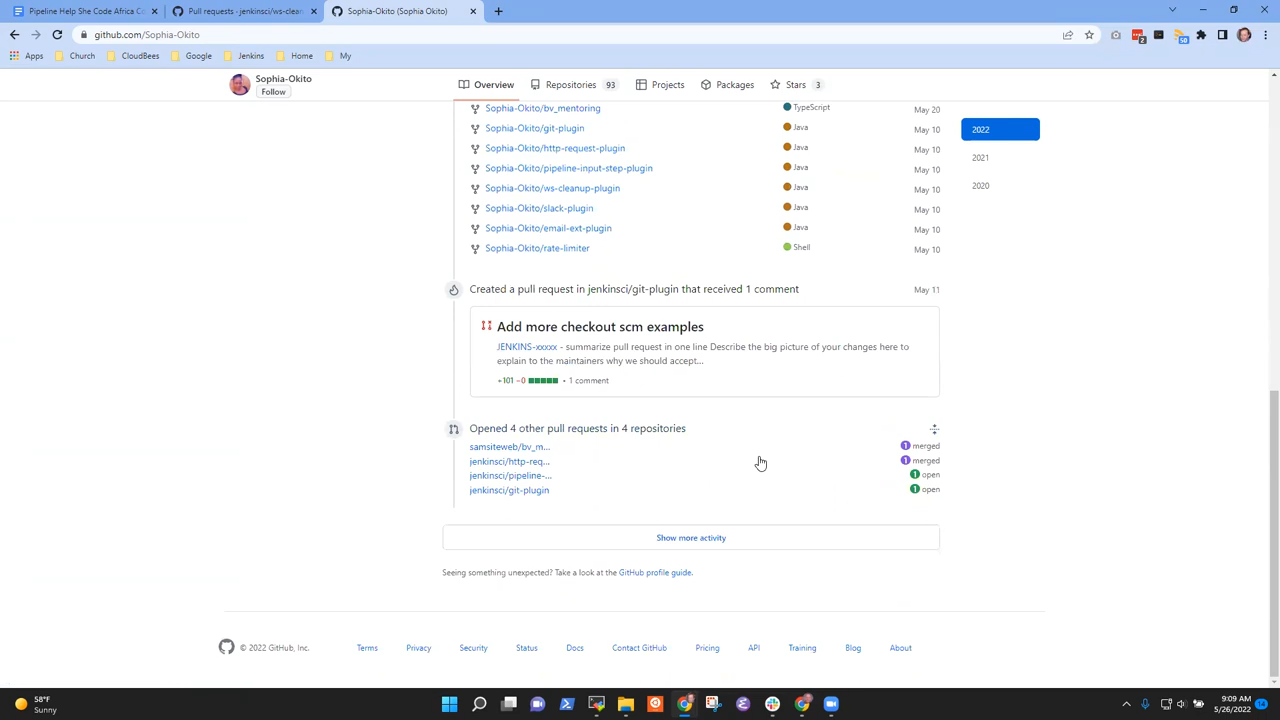 Pipeline Help She Code Africa C
Pull requests · jenkinsci/ws-clean
Sophia-Okito (Sophia Okito)
github.com/Sophia-Okito
2
58
Apps
Church
CloudBees
Google
Jenkins
Home
My
Sophia-Okito
Follow
Overview
Repositories 93
Projects
Packages
Stars 3
Sophia-Okito/bv_mentoring TypeScript May 20
Sophia-Okito/git-plugin Java May 10
Sophia-Okito/http-request-plugin Java May 10
Sophia-Okito/pipeline-input-step-plugin Java May 10
Sophia-Okito/ws-cleanup-plugin Java May 10
Sophia-Okito/slack-plugin Java May 10
Sophia-Okito/email-ext-plugin Java May 10
Sophia-Okito/rate-limiter Shell May 10
2022
2021
2020
Created a pull request in jenkinsci/git-plugin that received 1 comment May 11
Add more checkout scm examples
JENKINS-xxxxx - summarize pull request in one line Describe the big picture of your changes here to
explain to the maintainers why we should accept...
+101 −0 • 1 comment
Opened 4 other pull requests in 4 repositories
samsiteweb/bv_m... 1 merged
jenkinsci/http-req... 1 merged
jenkinsci/pipeline-... 1 open
jenkinsci/git-plugin 1 open
Show more activity
Seeing something unexpected? Take a look at the GitHub profile guide.
© 2022 GitHub, Inc.
Terms
Privacy
Security
Status
Docs
Contact GitHub
Pricing
API
Training
Blog
About
58°F
Sunny
9:09 AM
5/26/2022